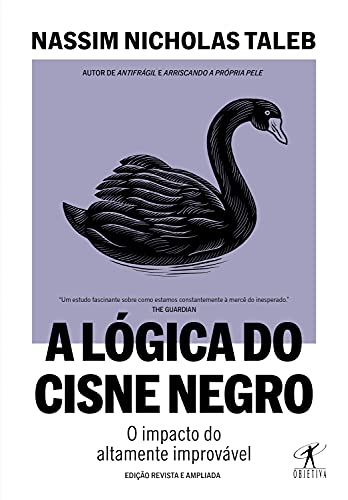 NASSIM NICHOLAS TALEB
AUTOR DE ANTIFRÁGIL E ARRISCANDO A PRÓPRIA PELE
“Um estudo fascinante sobre como estamos constantemente à mercê do inesperado.”
THE GUARDIAN
A LÓGICA DO
CISNE NEGRO
O impacto do
altamente improvável
EDIÇÃO REVISTA E AMPLIADA
OBJETIVA